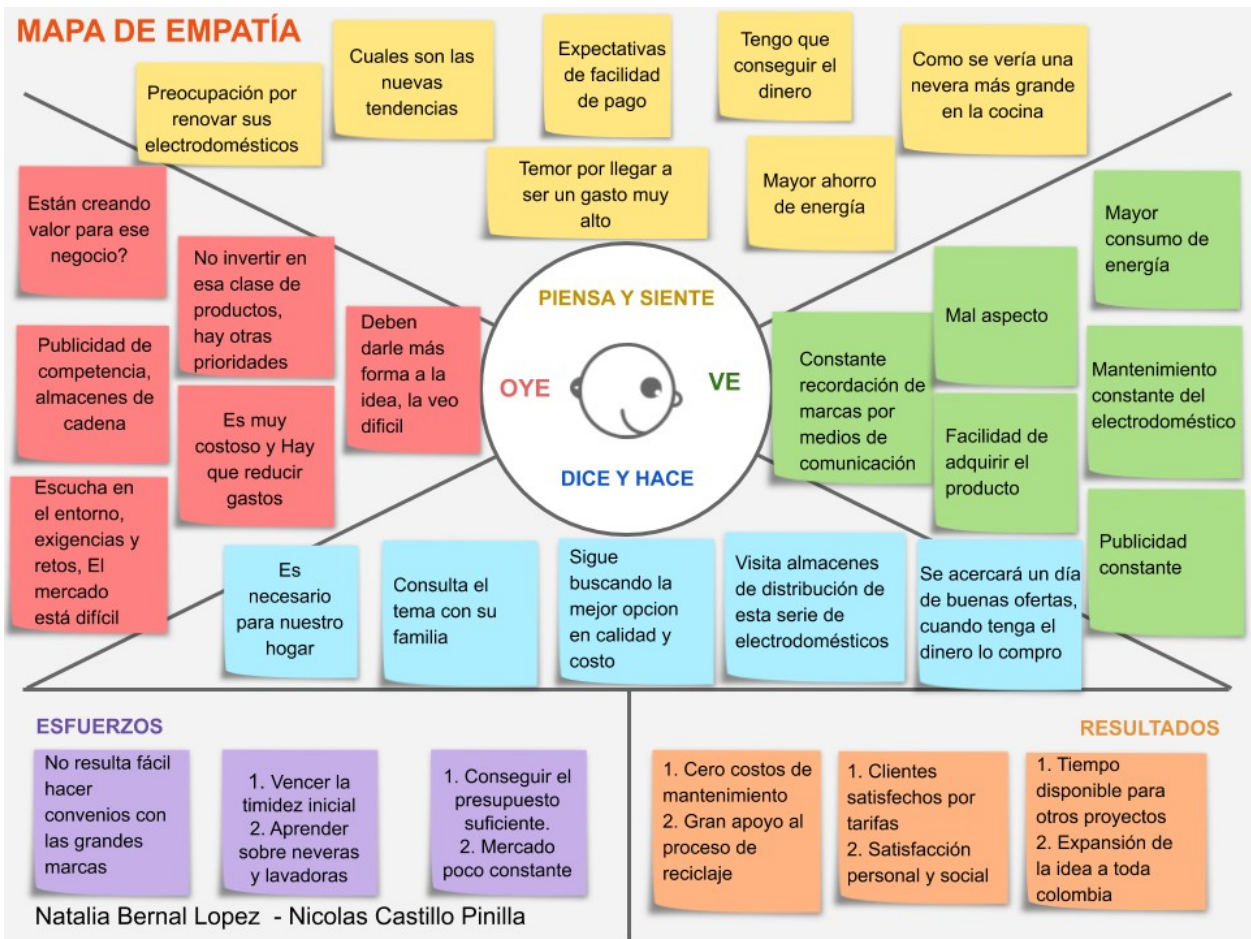 MAPA DE EMPATÍA
Preocupación por
renovar sus
electrodomésticos
Cuales son las
nuevas
tendencias
Expectativas
de facilidad
de pago
Tengo que
conseguir el
dinero
Como se vería una
nevera más grande
en la cocina
Temor por llegar a
ser un gasto muy
alto
Mayor ahorro
de energía
PIENSA Y SIENTE
Están creando
valor para ese
negocio?
No invertir en
esa clase de
productos,
hay otras
prioridades
Deben
darle más
forma a la
idea, la veo
dificil
Publicidad de
competencia,
almacenes de
cadena
Es muy
costoso y Hay
que reducir
gastos
Escucha en
el entorno,
exigencias y
retos, El
mercado
está difícil
OYE
VE
Constante
recordación de
marcas por
medios de
comunicación
Mal aspecto
Mayor
consumo de
energía
Mantenimiento
constante del
electrodoméstico
Facilidad de
adquirir el
producto
Publicidad
constante
DICE Y HACE
Es
necesario
para nuestro
hogar
Consulta el
tema con su
familia
Sigue
buscando la
mejor opcion
en calidad y
costo
Visita almacenes
de distribución de
esta serie de
electrodomésticos
Se acercará un día
de buenas ofertas,
cuando tenga el
dinero lo compro
ESFUERZOS
No resulta fácil
hacer
convenios con
las grandes
marcas
1. Vencer la
timidez inicial
2. Aprender
sobre neveras
y lavadoras
1. Conseguir el
presupuesto
suficiente.
2. Mercado
poco constante
RESULTADOS
1. Cero costos de
mantenimiento
2. Gran apoyo al
proceso de
reciclaje
1. Clientes
satisfechos por
tarifas
2. Satisfacción
personal y social
1. Tiempo
disponible para
otros proyectos
2. Expansión de
la idea a toda
colombia
Natalia Bernal Lopez - Nicolas Castillo Pinilla